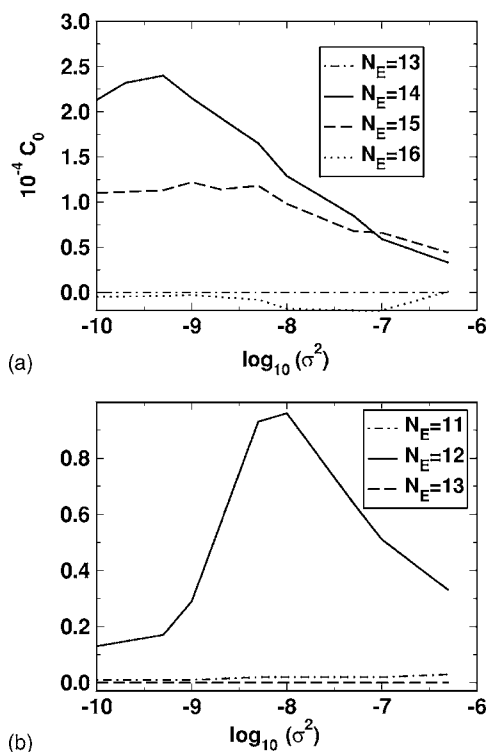 3.0
2.5
2.0
1.5
1.0
0.5
0.0
10⁻⁴ C₀
N_E=13
N_E=14
N_E=15
N_E=16
-10 -9 -8 -7 -6
log₁₀ (σ²)
(a)
0.8
0.6
0.4
0.2
0.0
N_E=11
N_E=12
N_E=13
-10 -9 -8 -7 -6
log₁₀ (σ²)
(b)